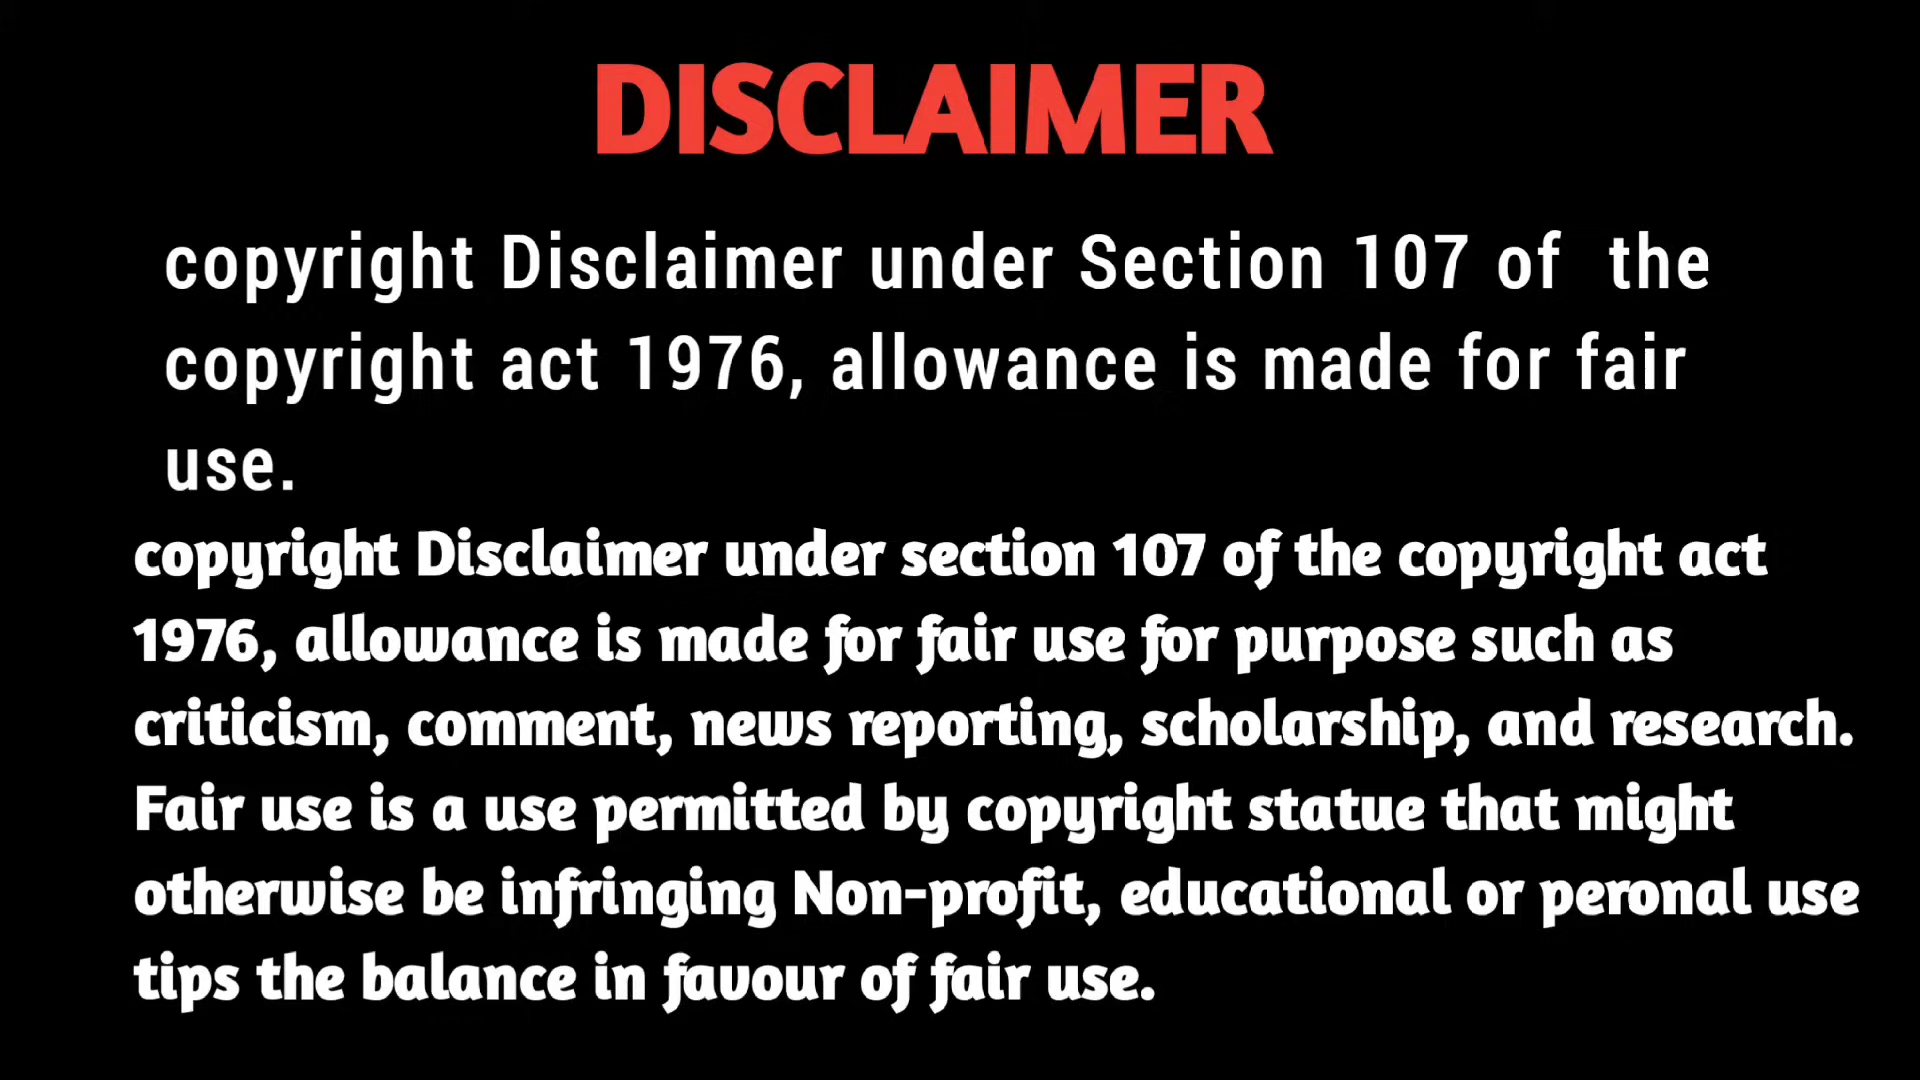 DISCLAIMER
copyright Disclaimer under Section 107 of  the
copyright act 1976, allowance is made for fair
use.
copyright Disclaimer under section 107 of the copyright act
1976, allowance is made for fair use for purpose such as
criticism, comment, news reporting, scholarship, and research.
Fair use is a use permitted by copyright statue that might
otherwise be infringing Non-profit, educational or peronal use
tips the balance in favour of fair use.